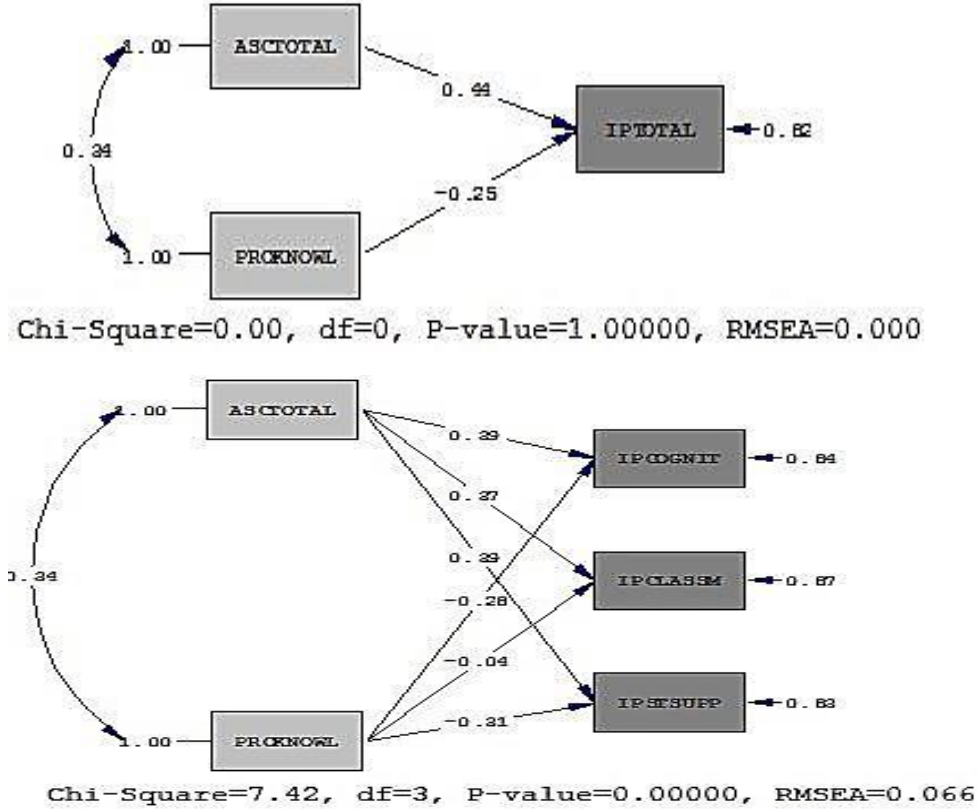 1.00 ASCTOTAL
0.44
IPTOTAL 0.82
0.34
-0.25
1.00 PROKNOWL
Chi-Square=0.00, df=0, P-value=1.00000, RMSEA=0.000
1.00 ASCTOTAL
0.39
IPCOGNIT 0.84
0.37
0.39
0.34
IPCLASSM 0.87
-0.28
-0.04
IPSTSUPP 0.83
-0.31
1.00 PROKNOWL
Chi-Square=7.42, df=3, P-value=0.00000, RMSEA=0.066